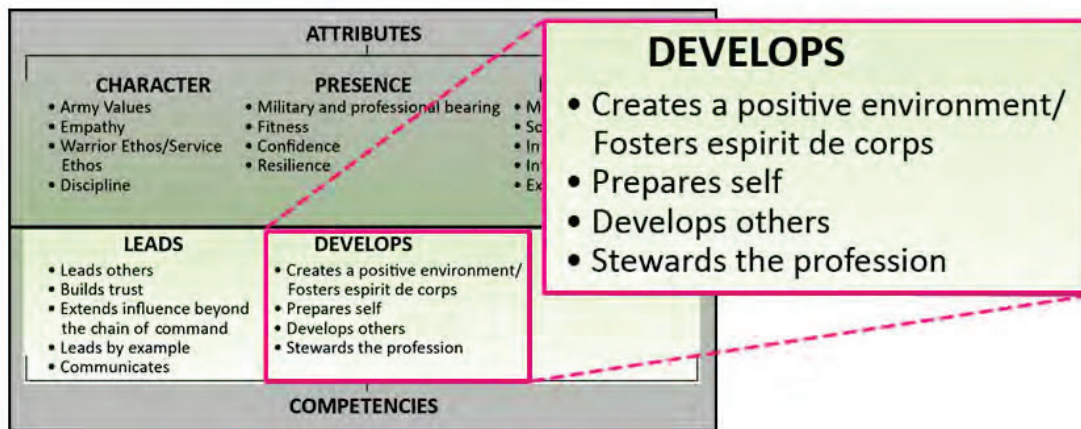 ATTRIBUTES
CHARACTER
• Army Values
• Empathy
• Warrior Ethos/Service
Ethos
• Discipline
PRESENCE
• Military and professional bearing
• Fitness
• Confidence
• Resilience
LEADS
• Leads others
• Builds trust
• Extends influence beyond
the chain of command
• Leads by example
• Communicates
DEVELOPS
• Creates a positive environment/
Fosters espirit de corps
• Prepares self
• Develops others
• Stewards the profession
COMPETENCIES
DEVELOPS
• Creates a positive environment/
Fosters espirit de corps
• Prepares self
• Develops others
• Stewards the profession